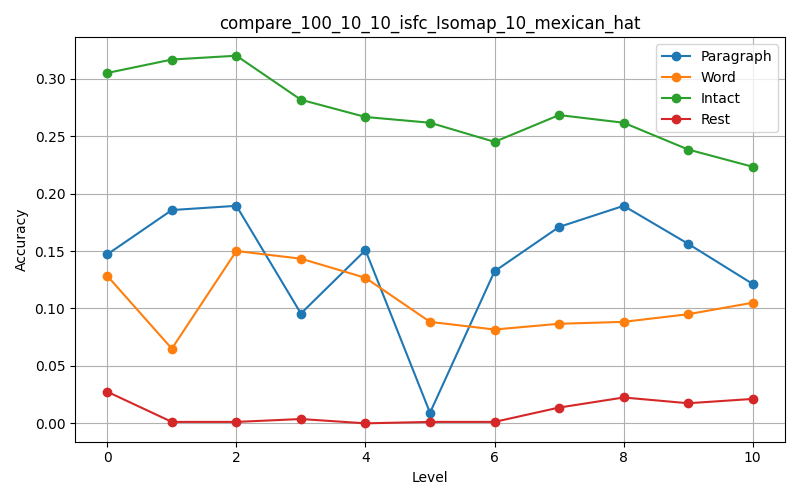 compare_100_10_10_isfc_Isomap_10_mexican_hat
Paragraph
Word
Intact
Rest
Accuracy
0.30
0.25
0.20
0.15
0.10
0.05
0.00
0 2 4 6 8 10
Level